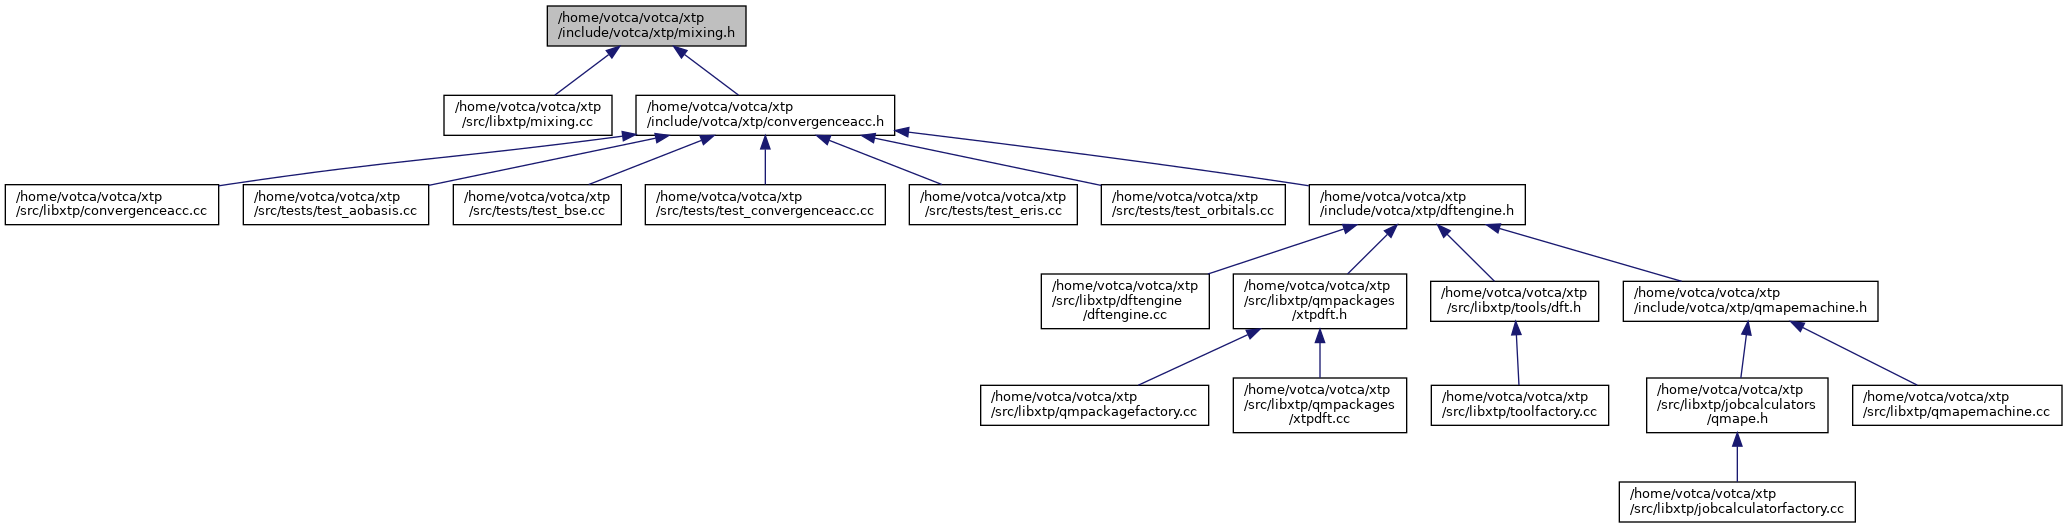 /home/votca/votca/xtp
/include/votca/xtp/mixing.h
/home/votca/votca/xtp
/src/libxtp/mixing.cc
/home/votca/votca/xtp
/include/votca/xtp/convergenceacc.h
/home/votca/votca/xtp
/src/libxtp/convergenceacc.cc
/home/votca/votca/xtp
/src/tests/test_aobasis.cc
/home/votca/votca/xtp
/src/tests/test_bse.cc
/home/votca/votca/xtp
/src/tests/test_convergenceacc.cc
/home/votca/votca/xtp
/src/tests/test_eris.cc
/home/votca/votca/xtp
/src/tests/test_orbitals.cc
/home/votca/votca/xtp
/include/votca/xtp/dftengine.h
/home/votca/votca/xtp
/src/libxtp/dftengine
/dftengine.cc
/home/votca/votca/xtp
/src/libxtp/qmpackages
/xtpdft.h
/home/votca/votca/xtp
/src/libxtp/tools/dft.h
/home/votca/votca/xtp
/include/votca/xtp/qmapemachine.h
/home/votca/votca/xtp
/src/libxtp/qmpackagefactory.cc
/home/votca/votca/xtp
/src/libxtp/qmpackages
/xtpdft.cc
/home/votca/votca/xtp
/src/libxtp/toolfactory.cc
/home/votca/votca/xtp
/src/libxtp/jobcalculators
/qmape.h
/home/votca/votca/xtp
/src/libxtp/qmapemachine.cc
/home/votca/votca/xtp
/src/libxtp/jobcalculatorfactory.cc